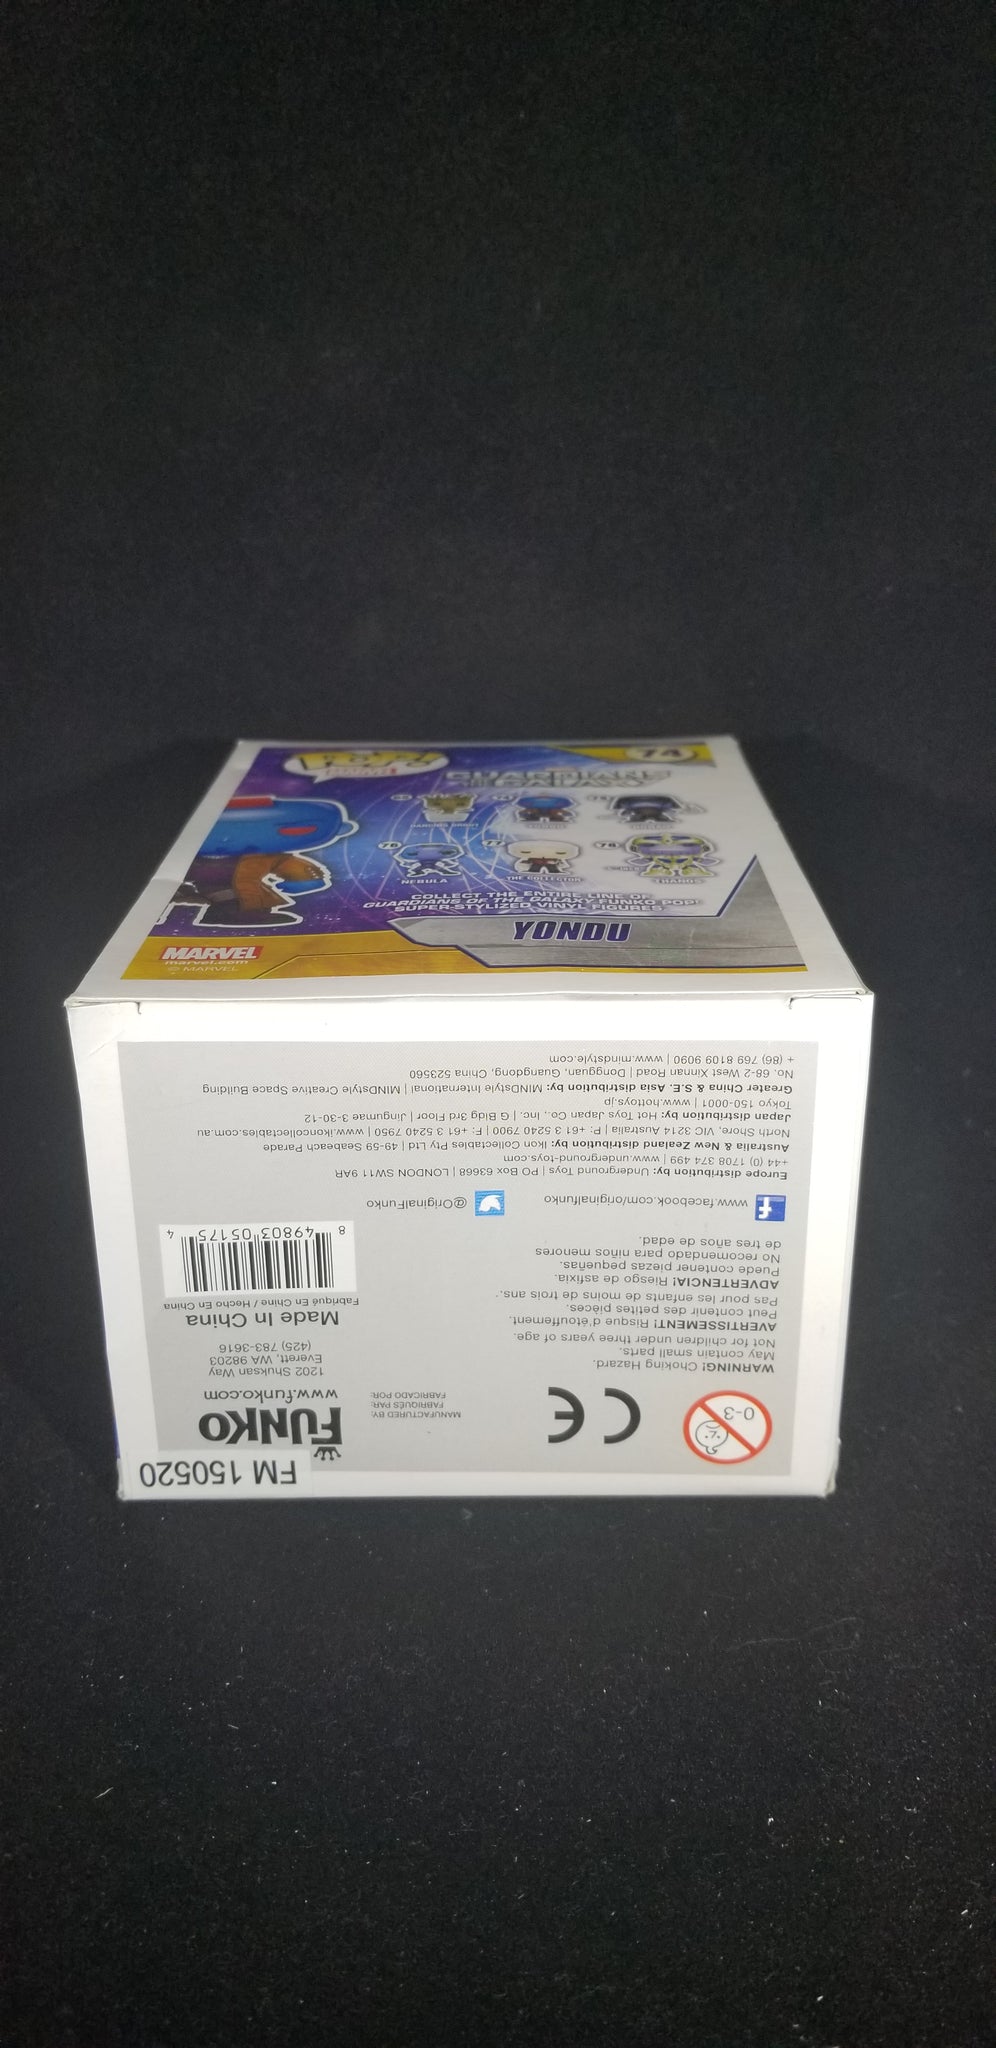 POP!
74
GUARDIANS
OF THE GALAXY
DANCING GROOT
YONDU
RONAN
78
77
76
NEBULA
THE COLLECTOR
THANOS
COLLECT THE ENTIRE LINE OF
GUARDIANS OF THE GALAXY FUNKO POP!
SUPER-STYLIZED VINYL FIGURES
YONDU
MARVEL
marvel.com
© MARVEL
FM 150520
0-3
CE
MANUFACTURED BY:
FABRIQUÉS PAR:
FABRICADO POR:
FUNKO
www.funko.com
1202 Shuksan Way
Everett, WA 98203
(425) 783-3616
Made In China
Fabriqué En Chine / Hecho En China
8 49803 05175 4
WARNING! Choking Hazard.
May contain small parts.
Not for children under three years of age.
AVERTISSEMENT! Risque d'étouffement.
Peut contenir des petites pièces.
Pas pour les enfants de moins de trois ans.
ADVERTENCIA! Riesgo de asfixia.
Puede contener piezas pequeñas.
No recomendado para niños menores
de tres años de edad.
www.facebook.com/originalfunko
@OriginalFunko
Europe distribution by: Underground Toys | PO Box 63668 | LONDON SW11 9AR
+44 (0) 1708 374 499 | www.underground-toys.com
Australia & New Zealand distribution by: Ikon Collectables Pty Ltd | 49-59 Seabeach Parade
North Shore, VIC 3214 Australia | P: +61 3 5240 7900 | F: +61 3 5240 7950 | www.ikoncollectables.com.au
Japan distribution by: Hot Toys Japan Co., Inc. | G Bldg 3rd Floor | Jingumae 3-30-12
Tokyo 150-0001 | www.hottoys.jp
Greater China & S.E. Asia distribution by: MINDstyle International | MINDstyle Creative Space Building
No. 68-2 West Xinnan Road | Dongguan, Guangdong, China 523560
+ (86) 769 8109 9090 | www.mindstyle.com